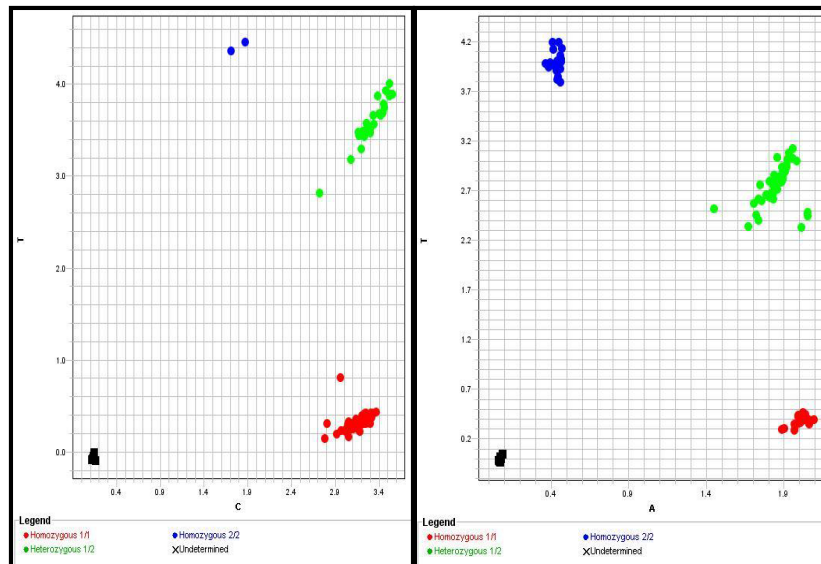 4.0
3.0
T
2.0
1.0
0.0
0.4 0.9 1.4 1.9 2.4 2.9 3.4
C
Legend
Homozygous 1/1 Homozygous 2/2
Heterozygous 1/2 Undetermined
4.2
3.7
3.2
2.7
T
2.2
1.7
1.2
0.7
0.2
0.4 0.9 1.4 1.9
A
Legend
Homozygous 1/1 Homozygous 2/2
Heterozygous 1/2 Undetermined